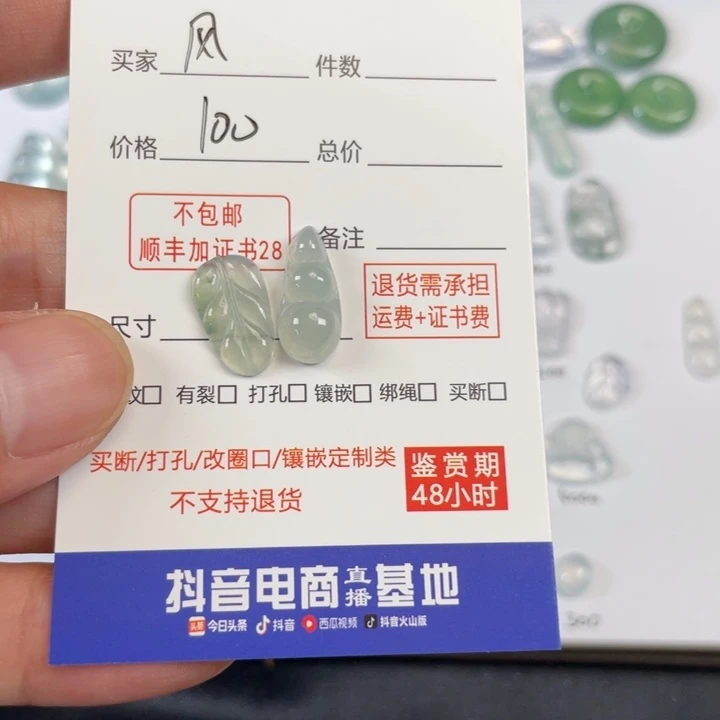 买家 风 件数
价格 100 总价
不包邮
顺丰加证书28
备注
退货需承担
运费+证书费
尺寸
纹□ 有裂□ 打孔□ 镶嵌□ 绑绳□ 买断□
买断/打孔/改圈口/镶嵌定制类
不支持退货
鉴赏期
48小时
抖音电商直播基地
头条 今日头条 抖音 西瓜视频 抖音火山版